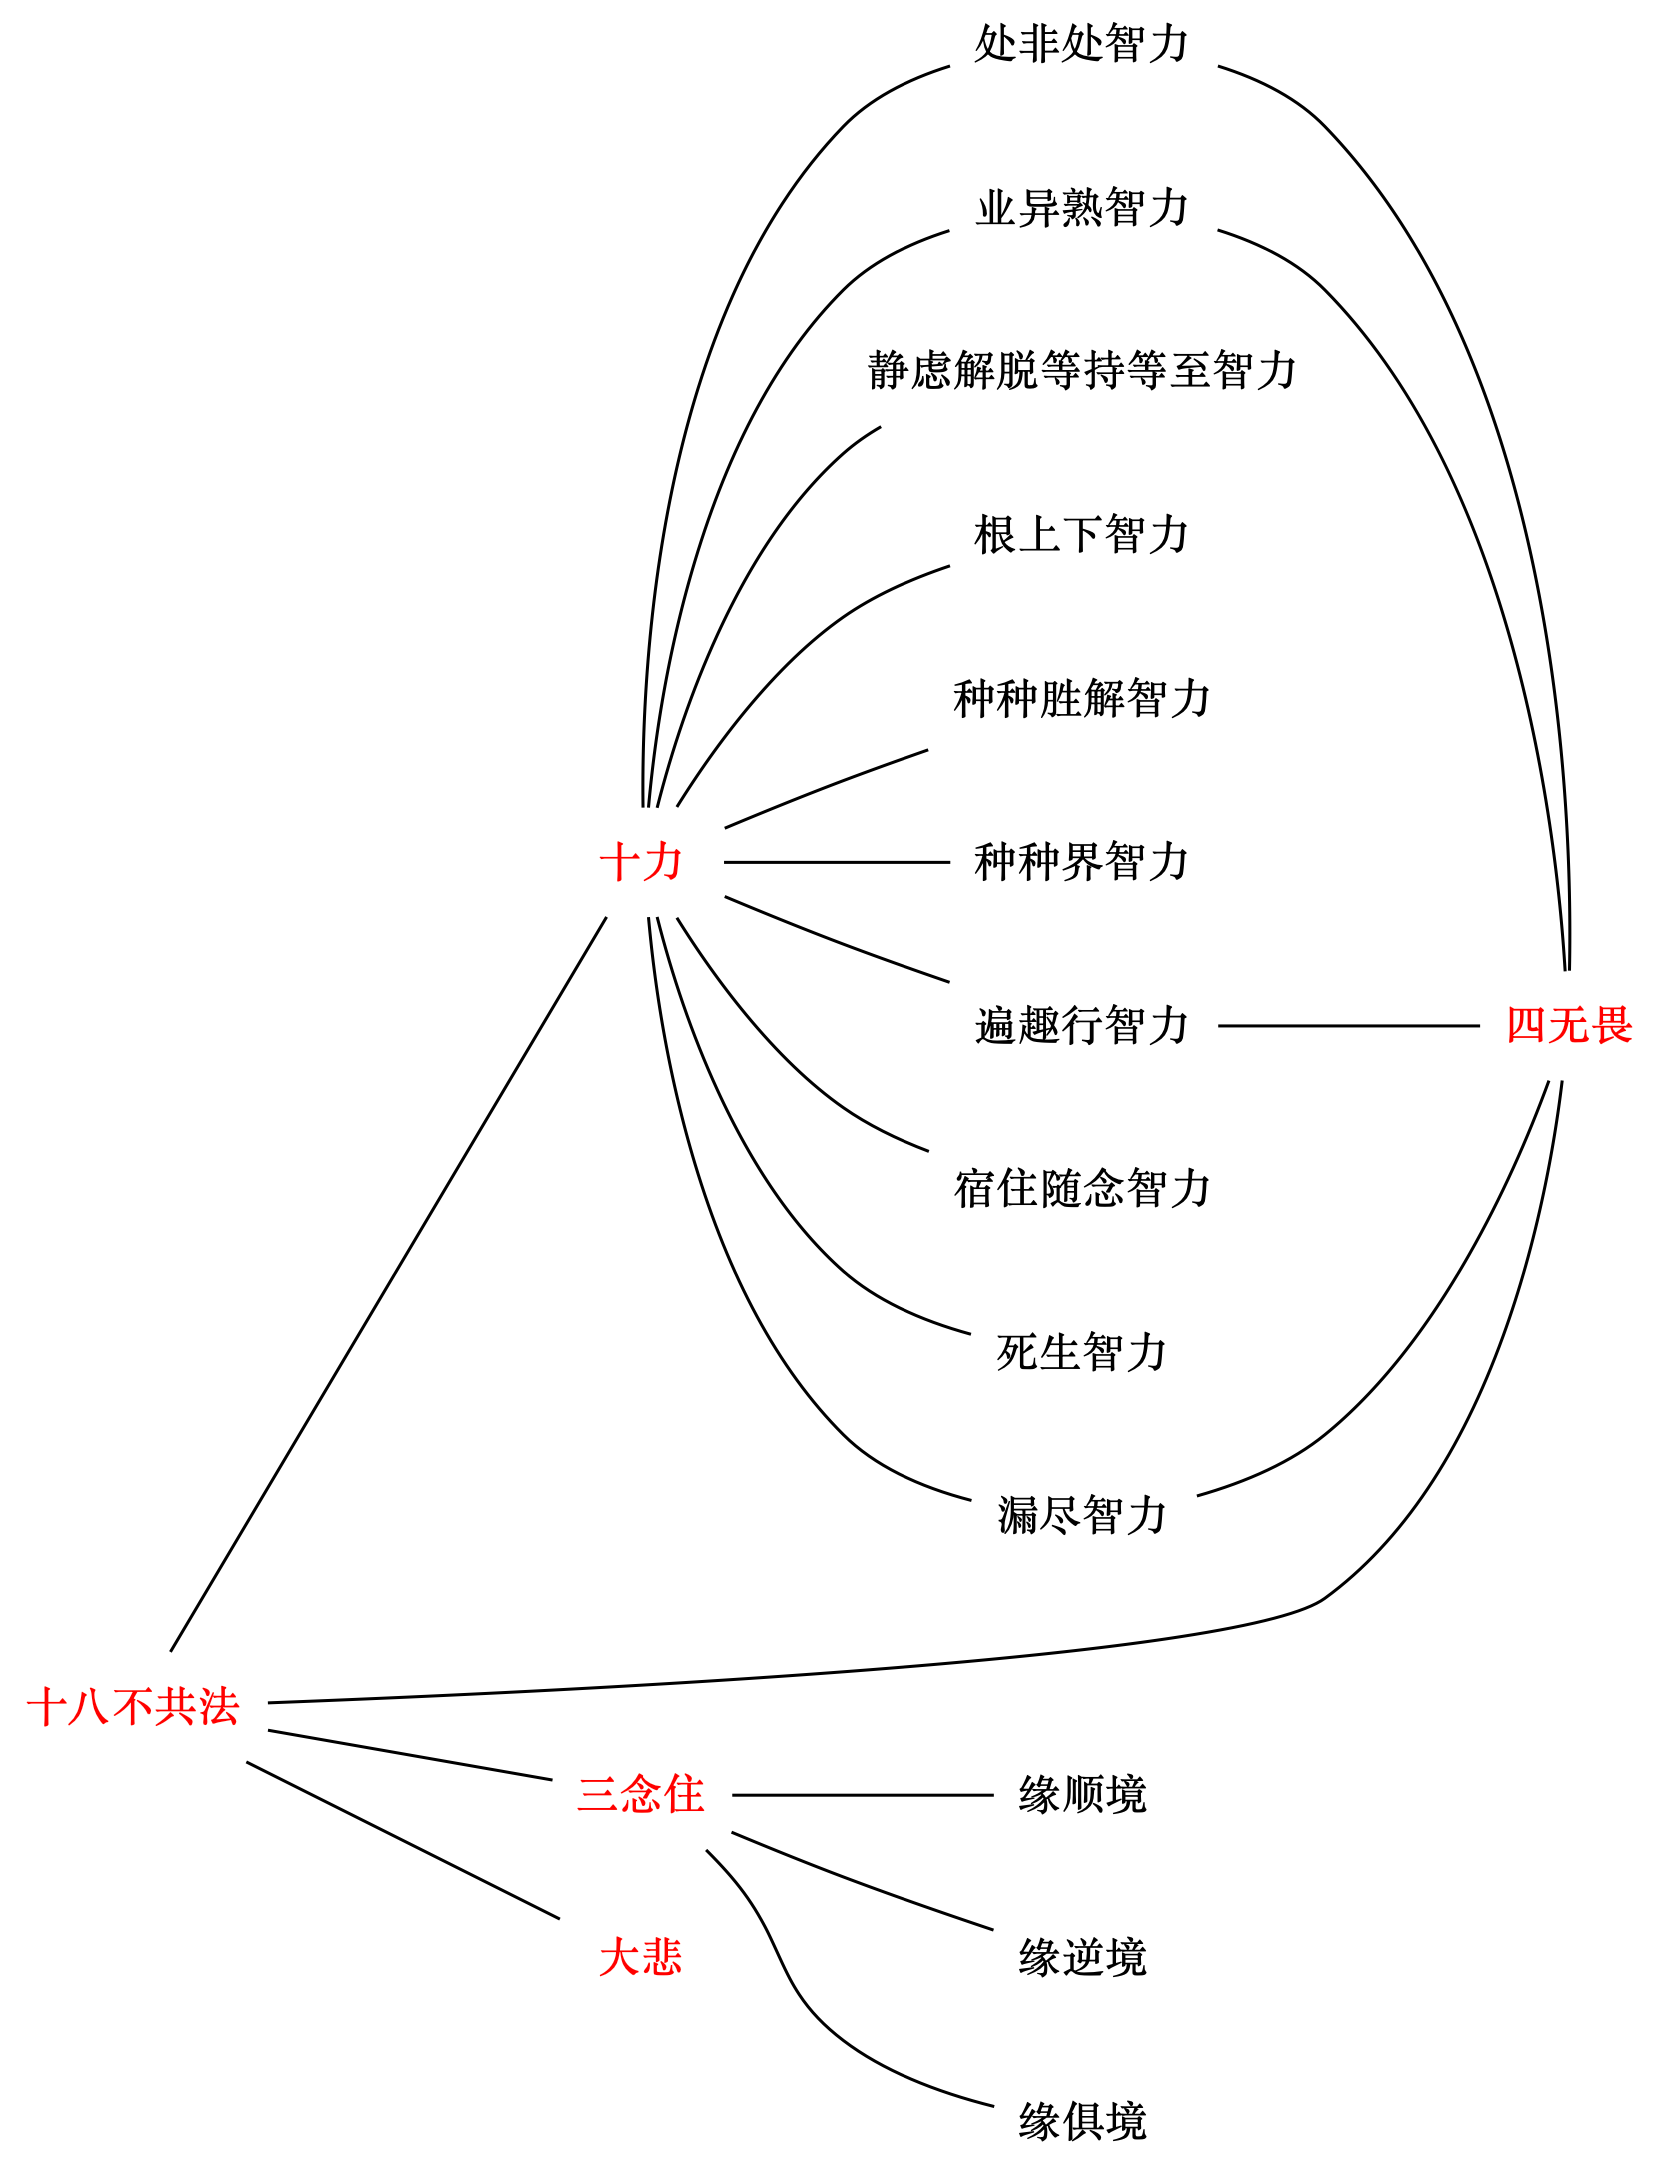 处非处智力
业异熟智力
静虑解脱等持等至智力
根上下智力
种种胜解智力
十力
种种界智力
遍趣行智力
四无畏
宿住随念智力
死生智力
漏尽智力
十八不共法
三念住
缘顺境
大悲
缘逆境
缘俱境